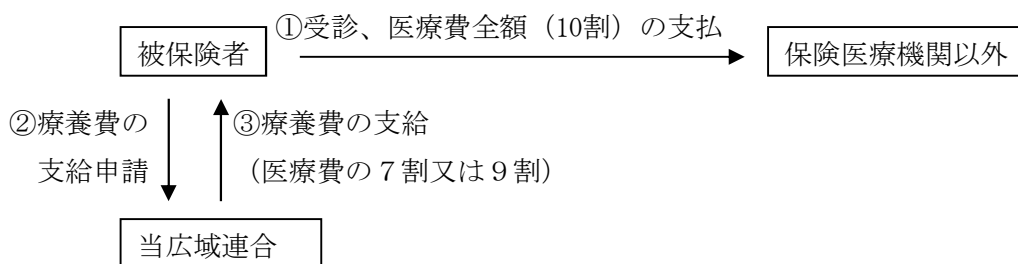 ①受診、医療費全額（10割）の支払
被保険者
保険医療機関以外
②療養費の
支給申請
③療養費の支給
（医療費の７割又は９割）
当広域連合